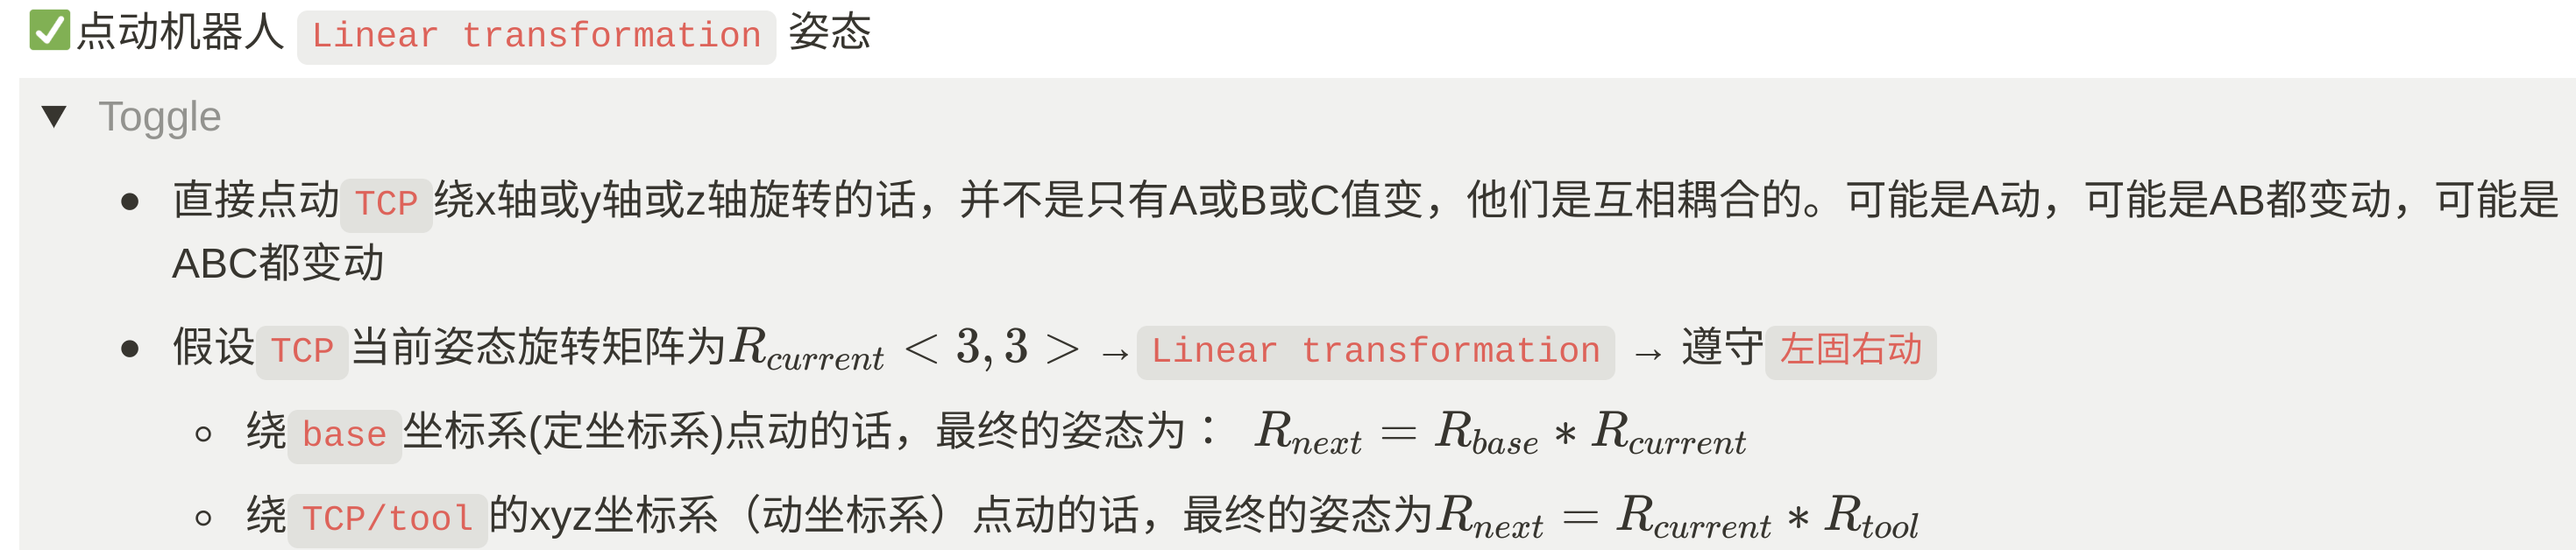 ✅点动机器人 Linear transformation 姿态
▼ Toggle
• 直接点动 TCP 绕x轴或y轴或z轴旋转的话，并不是只有A或B或C值变，他们是互相耦合的。可能是A动，可能是AB都变动，可能是
ABC都变动
• 假设 TCP 当前姿态旋转矩阵为$R_{current} < 3, 3 >$ → Linear transformation → 遵守 左固右动
◦ 绕 base 坐标系(定坐标系)点动的话，最终的姿态为： $R_{next} = R_{base} * R_{current}$
◦ 绕 TCP/tool 的xyz坐标系（动坐标系）点动的话，最终的姿态为$R_{next} = R_{current} * R_{tool}$